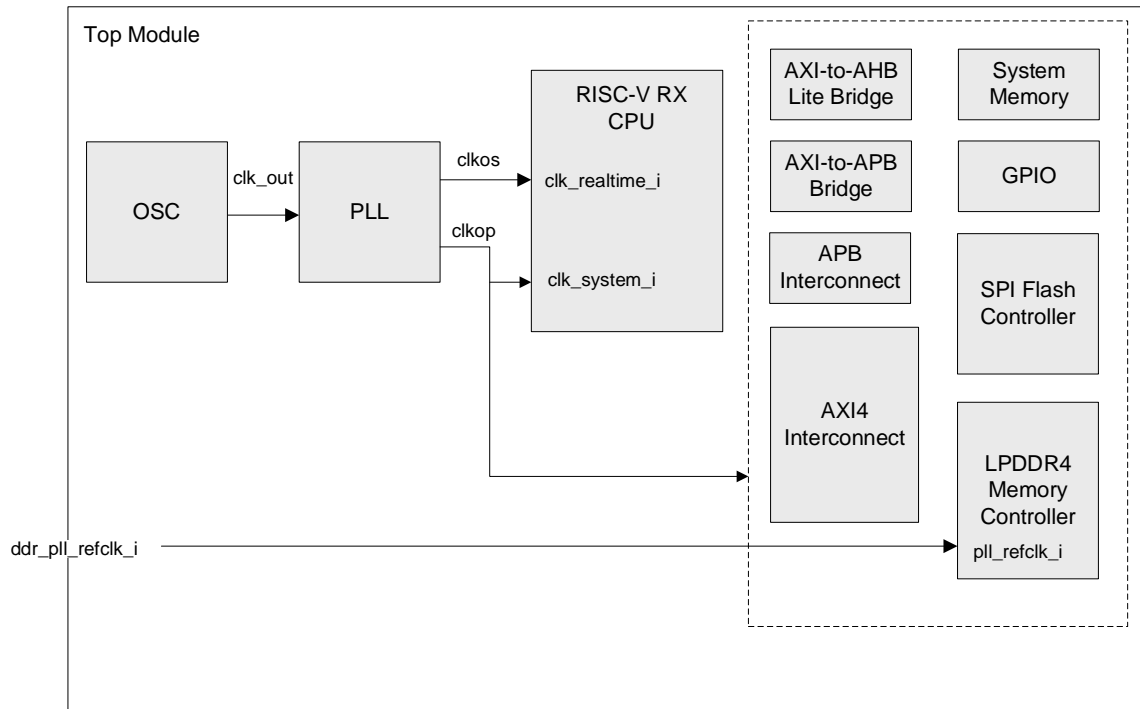 Top Module
OSC
clk_out
PLL
clkos
clkop
RISC-V RX
CPU
clk_realtime_i
clk_system_i
AXI-to-AHB
Lite Bridge
System
Memory
AXI-to-APB
Bridge
GPIO
APB
Interconnect
SPI Flash
Controller
AXI4
Interconnect
LPDDR4
Memory
Controller
pll_refclk_i
ddr_pll_refclk_i